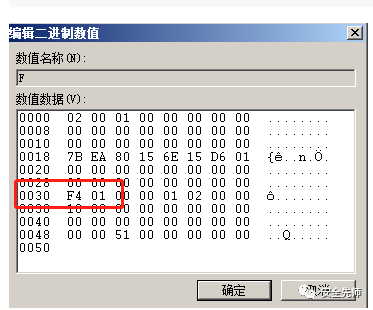 编辑二进制数值
数值名称(N):
F
数值数据(V):
0000 02 00 01 00 00 00 00 00 ........
0008 00 00 00 00 00 00 00 00 ........
0010 00 00 00 00 00 00 00 00 ........
0018 7B EA 80 15 6E 15 D6 01 {ê..n.Ö.
0020 00 00 00 00 00 00 00 00 ........
0028 00 00 00 00 00 00 00 00 ........
0030 F4 01 00 00 01 02 00 00 ô.......
0038 10 00 00 00 00 00 00 00 ........
0040 00 00 00 00 00 00 00 00 ........
0048 00 00 51 00 00 00 00 00 ..Q.....
0050
确定
取消
安全先师